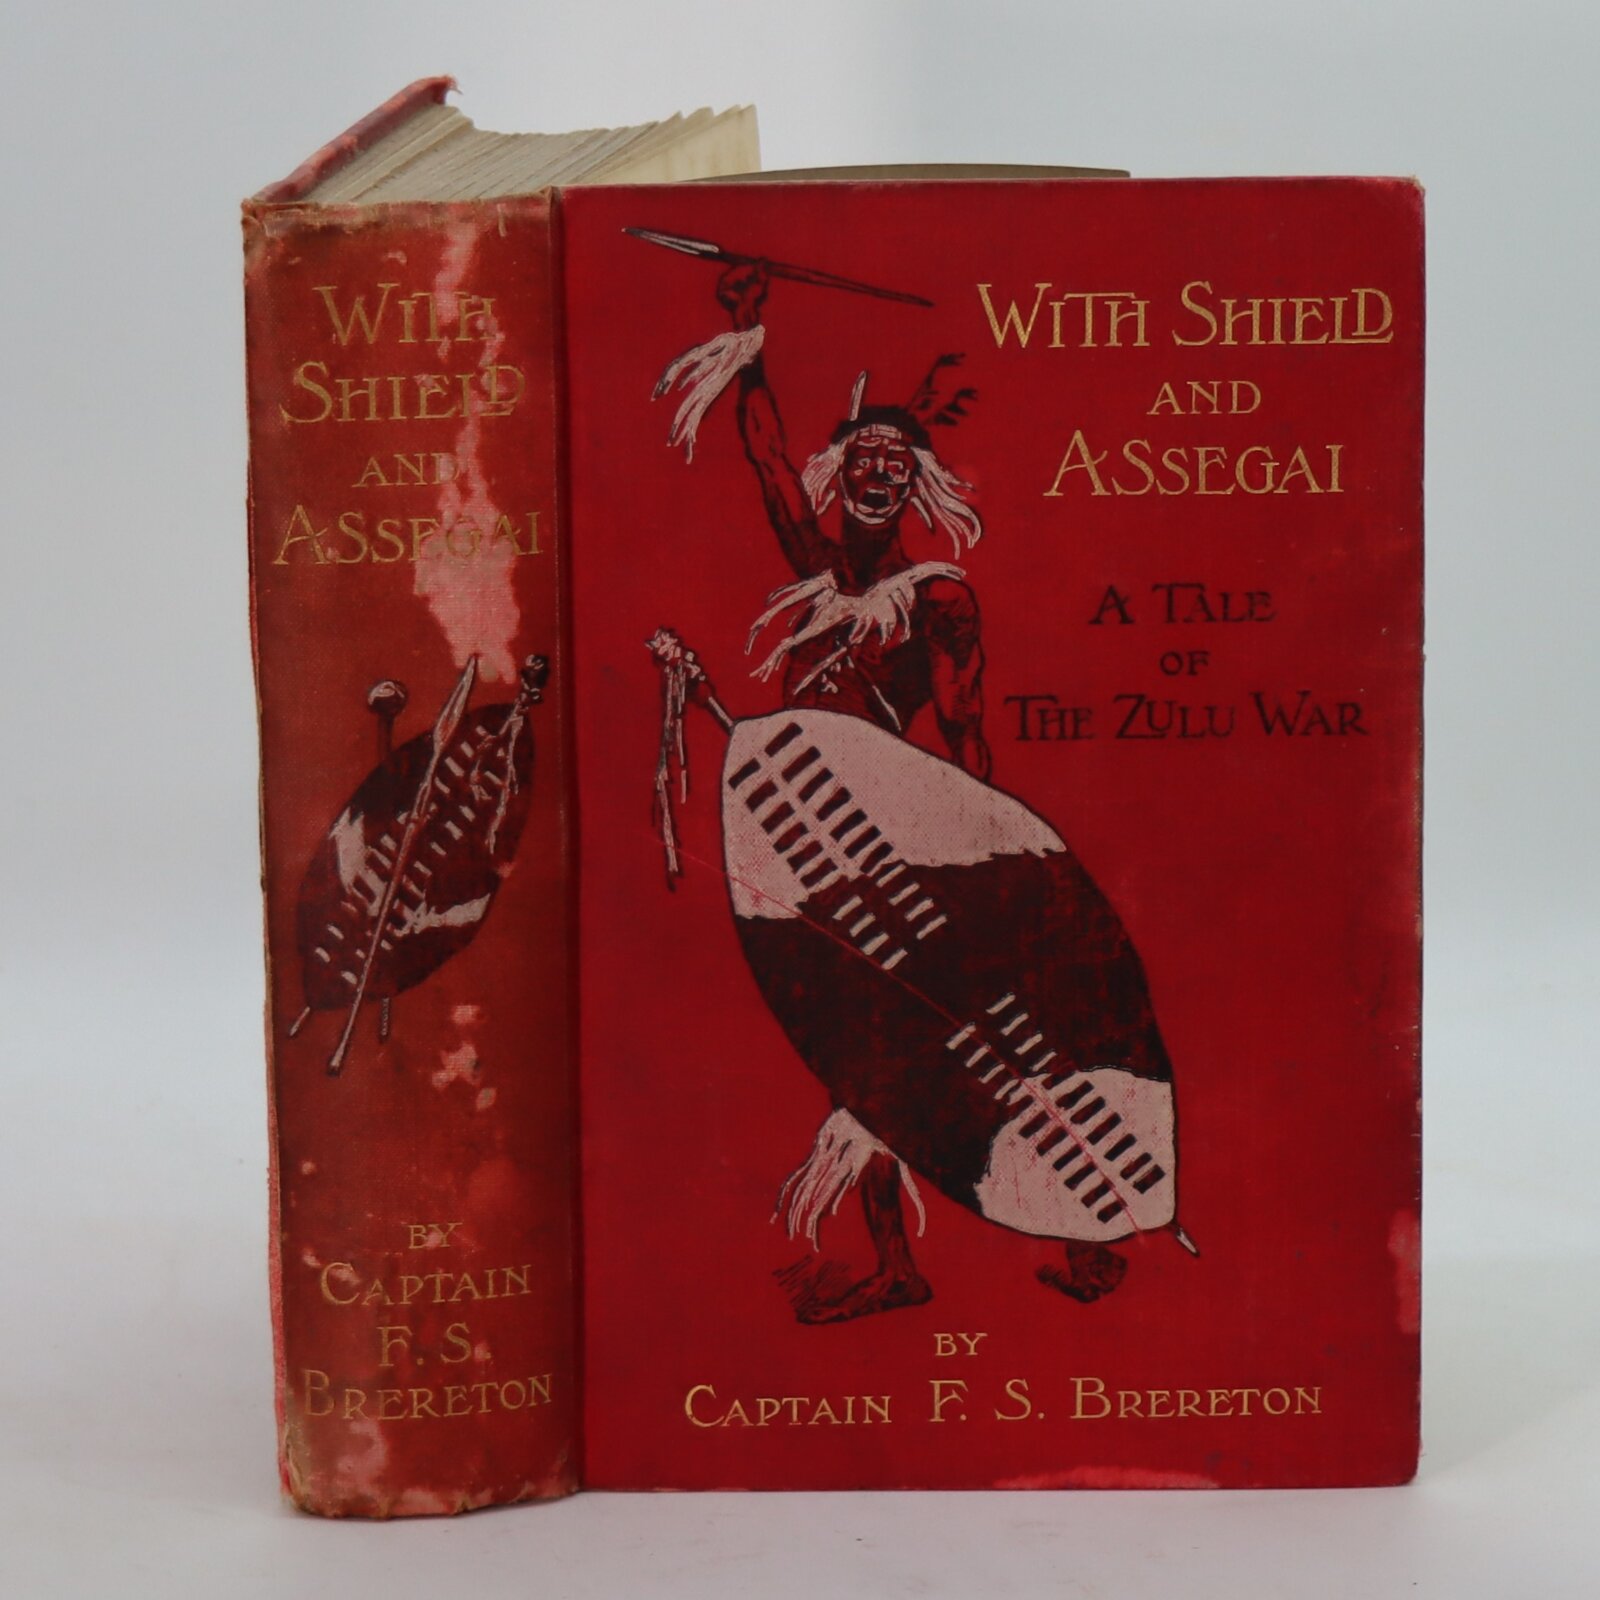 WITH
SHIELD
AND
ASSEGAI
BY
CAPTAIN
F. S.
BRERETON
WITH SHIELD
AND
ASSEGAI
A TALE
OF
THE ZULU WAR
BY
CAPTAIN F. S. BRERETON